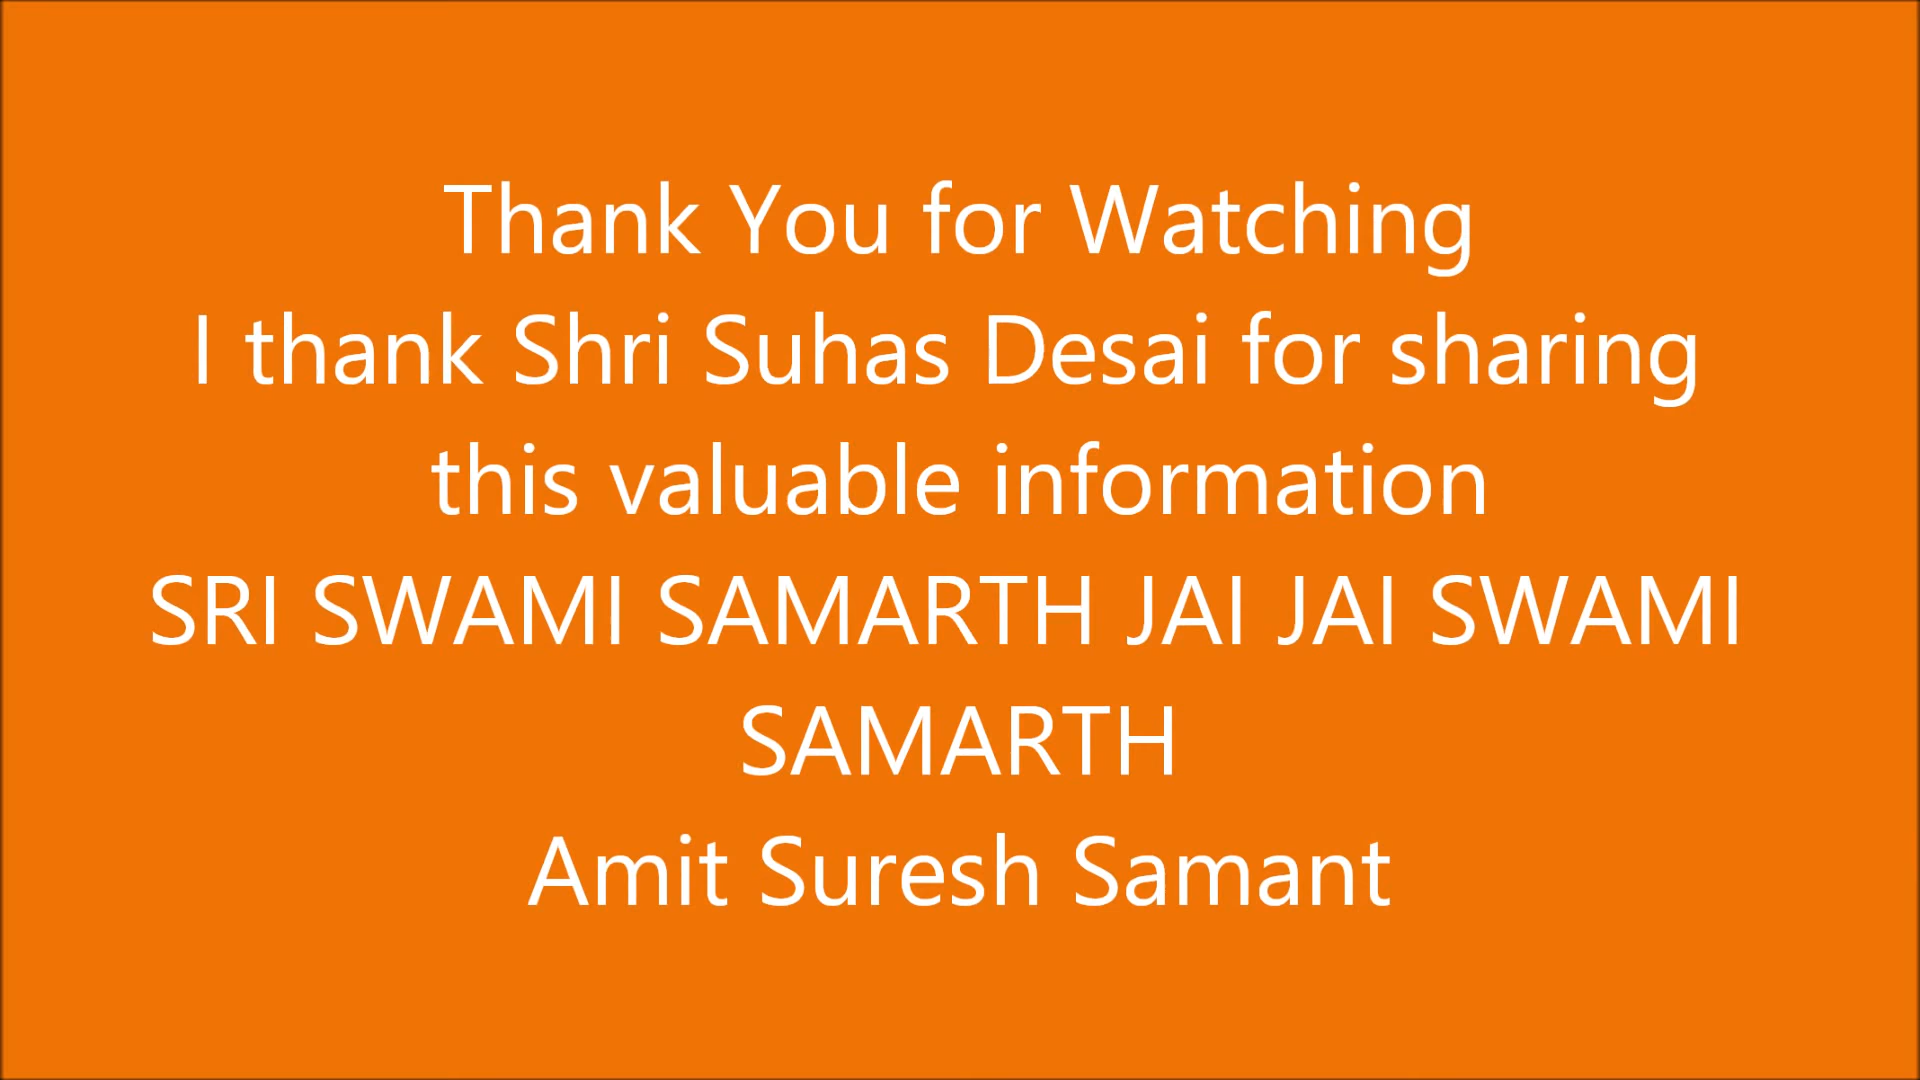 Thank You for Watching
I thank Shri Suhas Desai for sharing
this valuable information
SRI SWAMI SAMARTH JAI JAI SWAMI
SAMARTH
Amit Suresh Samant